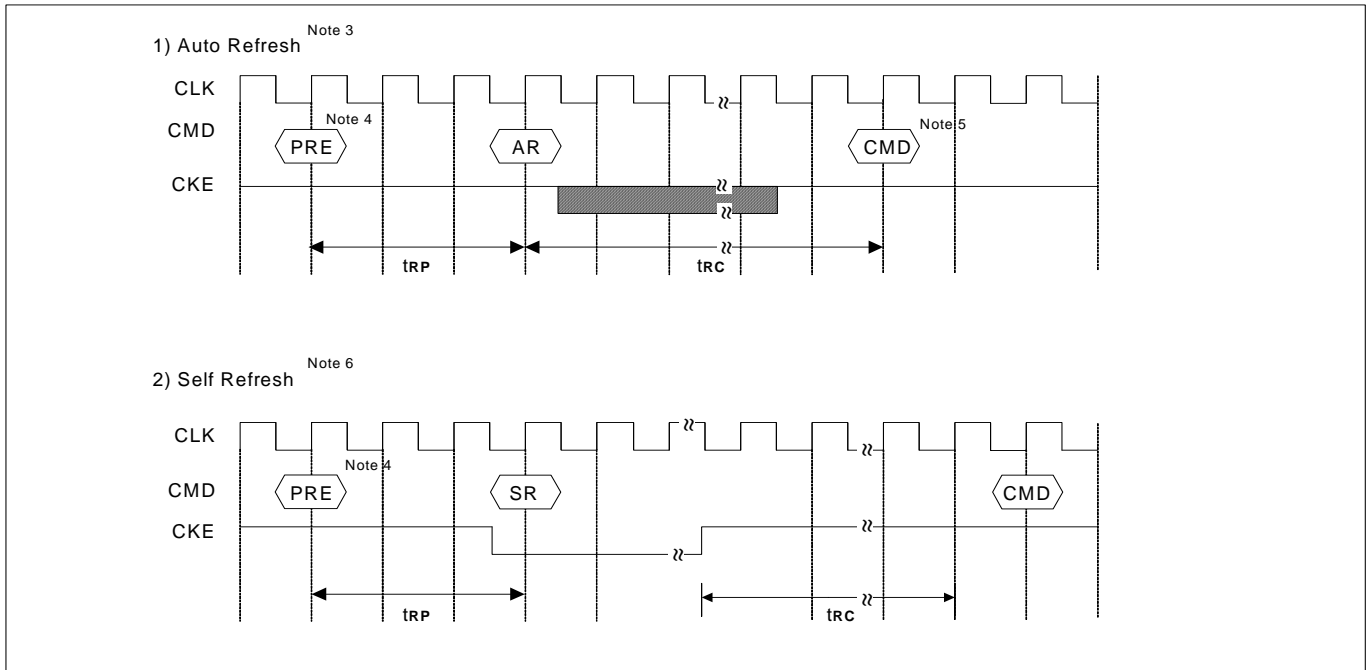 1) Auto Refresh Note 3
CLK
CMD
PRE Note 4
AR
CMD Note 5
CKE
tRP
tRC
2) Self Refresh Note 6
CLK
CMD
PRE Note 4
SR
CMD
CKE
tRP
tRC